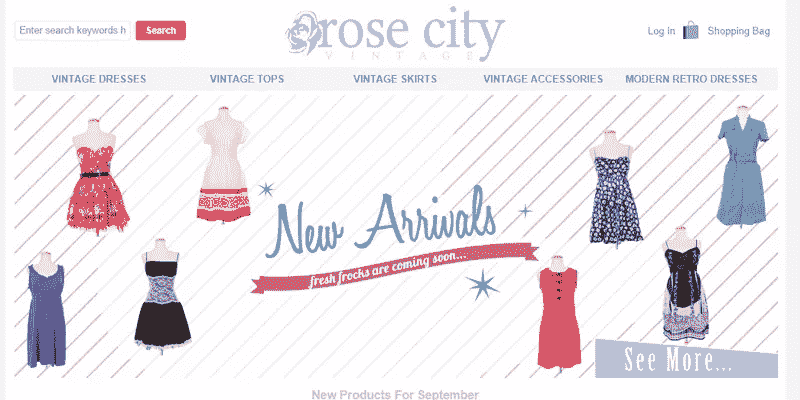 Enter search keywords h
Search
rose city
VINTAGE
Log in
Shopping Bag
VINTAGE DRESSES
VINTAGE TOPS
VINTAGE SKIRTS
VINTAGE ACCESSORIES
MODERN RETRO DRESSES
New Arrivals
fresh frocks are coming soon...
See More...
New Products For September